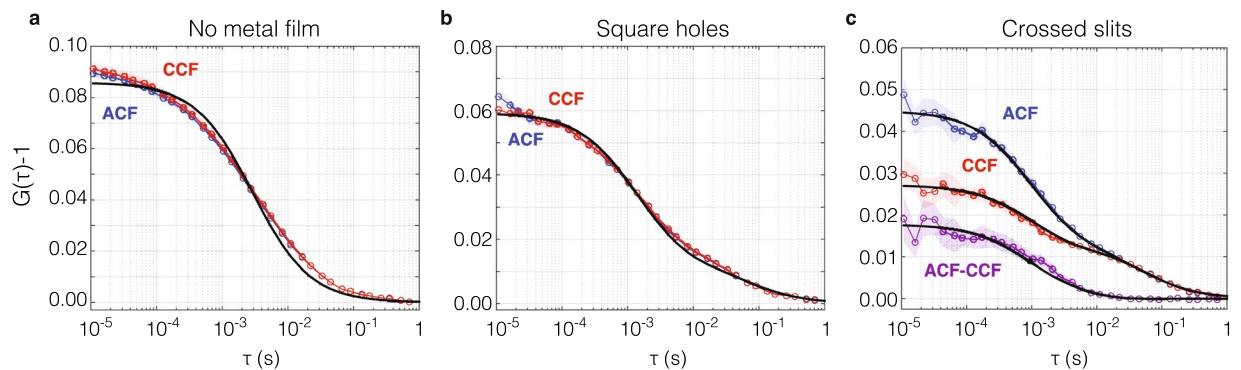 a No metal film
G(τ)-1
0.10
0.08
0.06
0.04
0.02
0.00
CCF
ACF
10-5 10-4 10-3 10-2 10-1 1
τ (s)
b Square holes
0.08
0.06
0.04
0.02
0.00
CCF
ACF
10-5 10-4 10-3 10-2 10-1 1
τ (s)
c Crossed slits
0.06
0.05
0.04
0.03
0.02
0.01
0.00
ACF
CCF
ACF-CCF
10-5 10-4 10-3 10-2 10-1 1
τ (s)